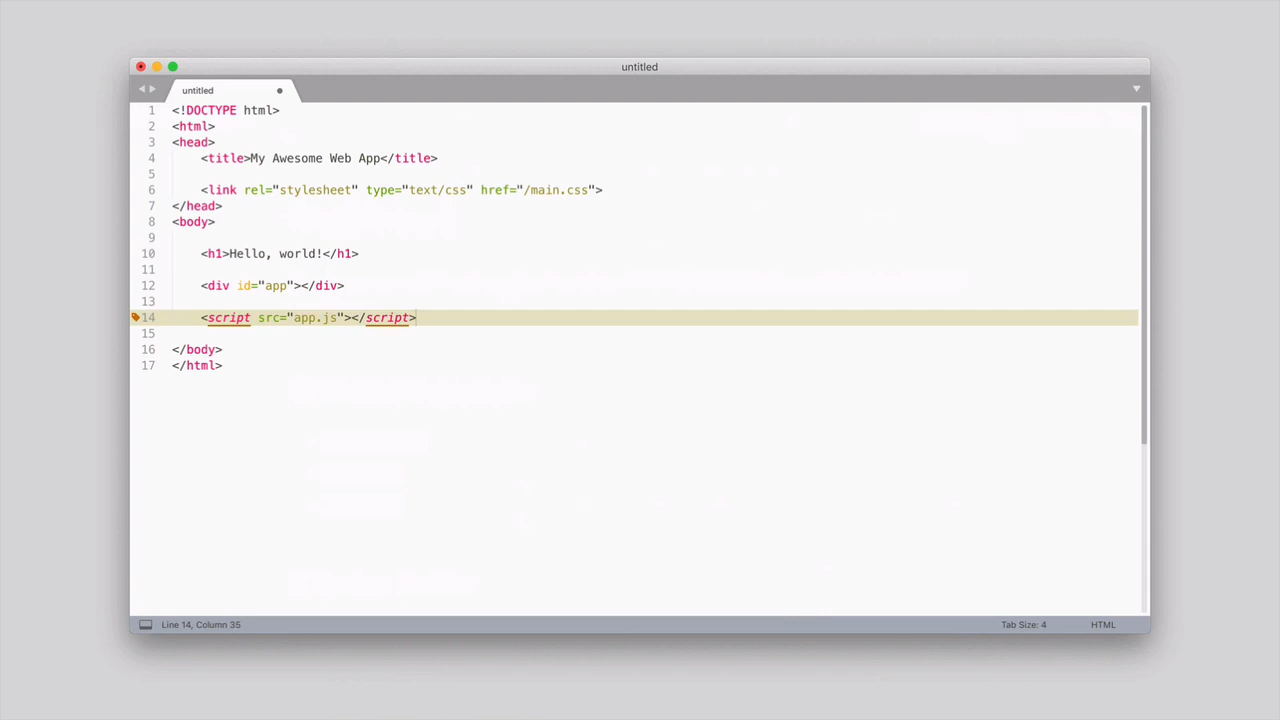 untitled
untitled
1 <!DOCTYPE html>
2 <html>
3 <head>
4 <title>My Awesome Web App</title>
5
6 <link rel="stylesheet" type="text/css" href="/main.css">
7 </head>
8 <body>
9
10 <h1>Hello, world!</h1>
11
12 <div id="app"></div>
13
14 <script src="app.js"></script>
15
16 </body>
17 </html>
Line 14, Column 35 Tab Size: 4 HTML